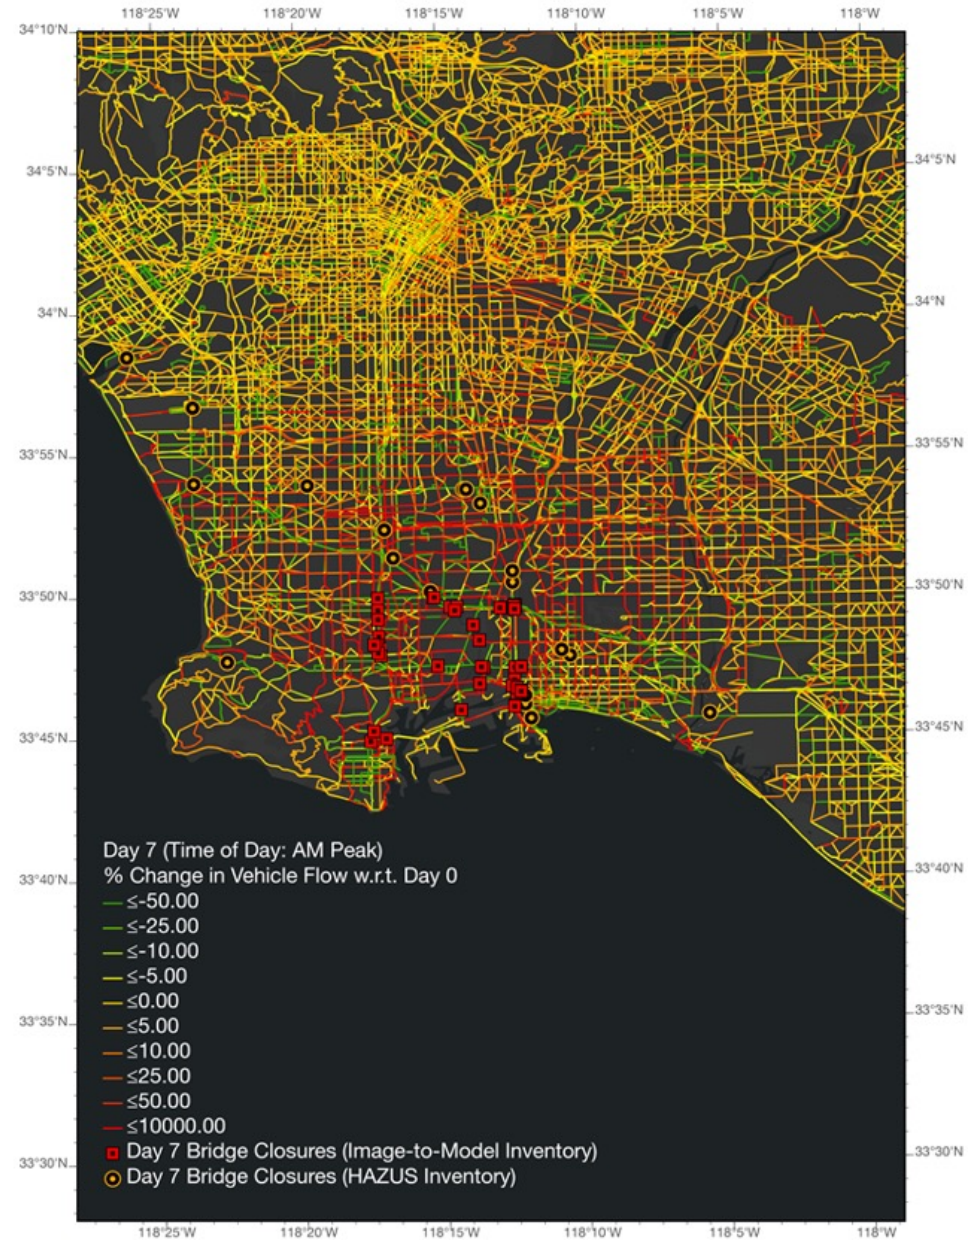 118°25'W 118°20'W 118°15'W 118°10'W 118°5'W 118°W
34°10'N
34°5'N
34°5'N
34°N
34°N
33°55'N
33°55'N
33°50'N
33°50'N
33°45'N
33°45'N
Day 7 (Time of Day: AM Peak)
% Change in Vehicle Flow w.r.t. Day 0
33°40'N
33°40'N
≤-50.00
≤-25.00
≤-10.00
≤-5.00
≤0.00
33°35'N
33°35'N
≤5.00
≤10.00
≤25.00
≤50.00
≤10000.00
Day 7 Bridge Closures (Image-to-Model Inventory)
33°30'N
33°30'N
Day 7 Bridge Closures (HAZUS Inventory)
118°25'W 118°20'W 118°15'W 118°10'W 118°5'W 118°W